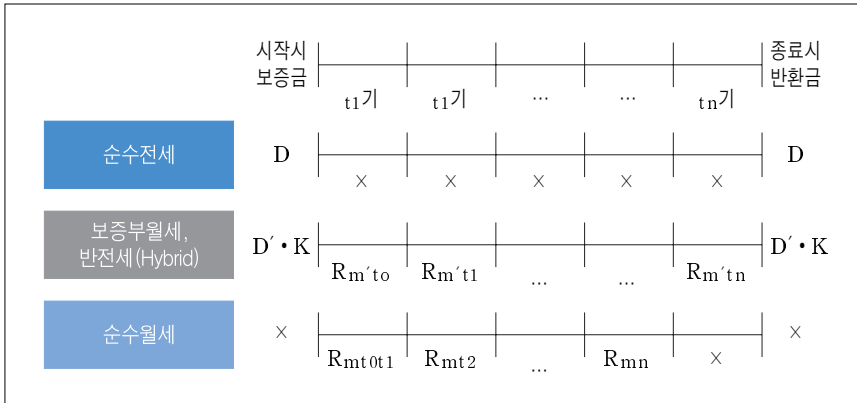 시작시 보증금
종료시 반환금
t1기 t1기 ... ... tn기
순수전세 D D
× × × × ×
보증부월세, 반전세(Hybrid)
D′・K D′・K
Rm′to Rm′t1 ... ... Rm′tn
순수월세 × ×
Rmt0t1 Rmt2 ... Rmn ×